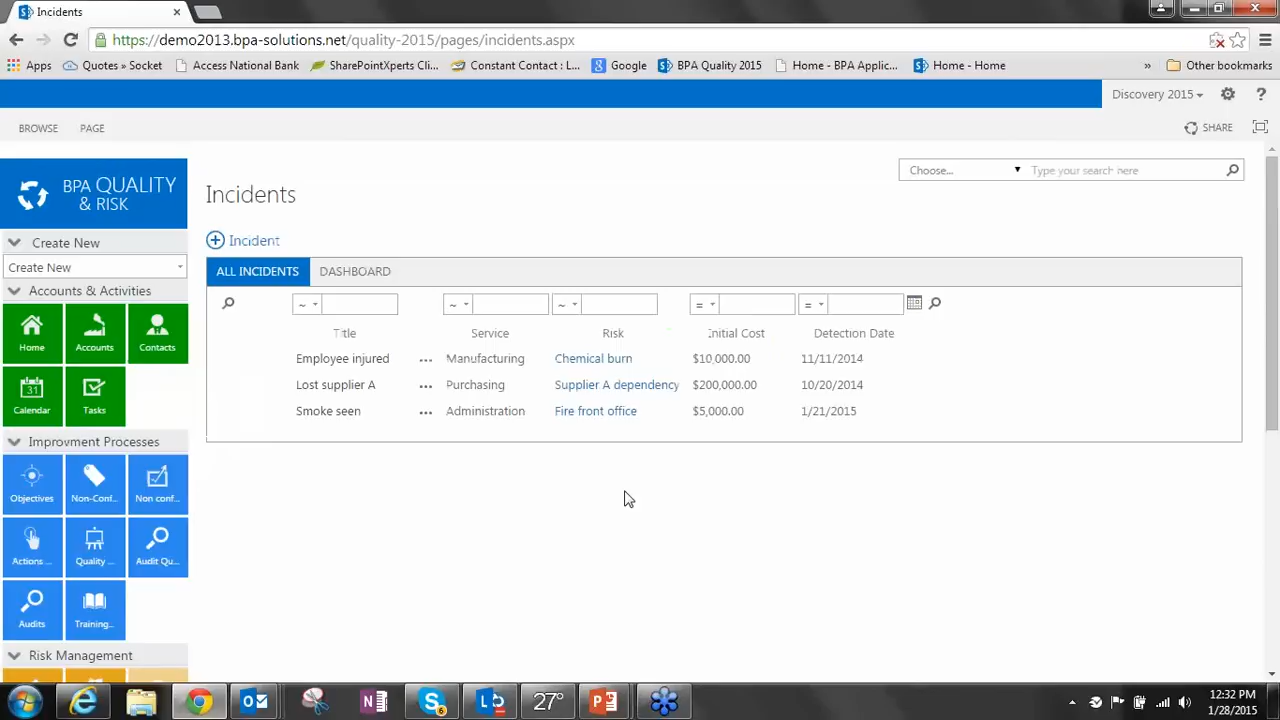 Incidents
https://demo2013.bpa-solutions.net/quality-2015/pages/incidents.aspx
Apps Quotes » Socket Access National Bank SharePointXperts Cli... Constant Contact : L... Google BPA Quality 2015 Home - BPA Applic... Home - Home » Other bookmarks
Discovery 2015
BROWSE PAGE SHARE
Choose... Type your search here
BPA QUALITY
& RISK
Incidents
Create New
Incident
Create New
ALL INCIDENTS DASHBOARD
Accounts & Activities
~ ~ ~ = =
Title Service Risk Initial Cost Detection Date
Home Accounts Contacts
Employee injured ... Manufacturing Chemical burn $10,000.00 11/11/2014
Lost supplier A ... Purchasing Supplier A dependency $200,000.00 10/20/2014
Smoke seen ... Administration Fire front office $5,000.00 1/21/2015
31
Calendar Tasks
Improvment Processes
Objectives Non-Conf... Non conf...
Actions ... Quality ... Audit Qu...
Audits Training...
Risk Management
6 27° 12:32 PM
1/28/2015